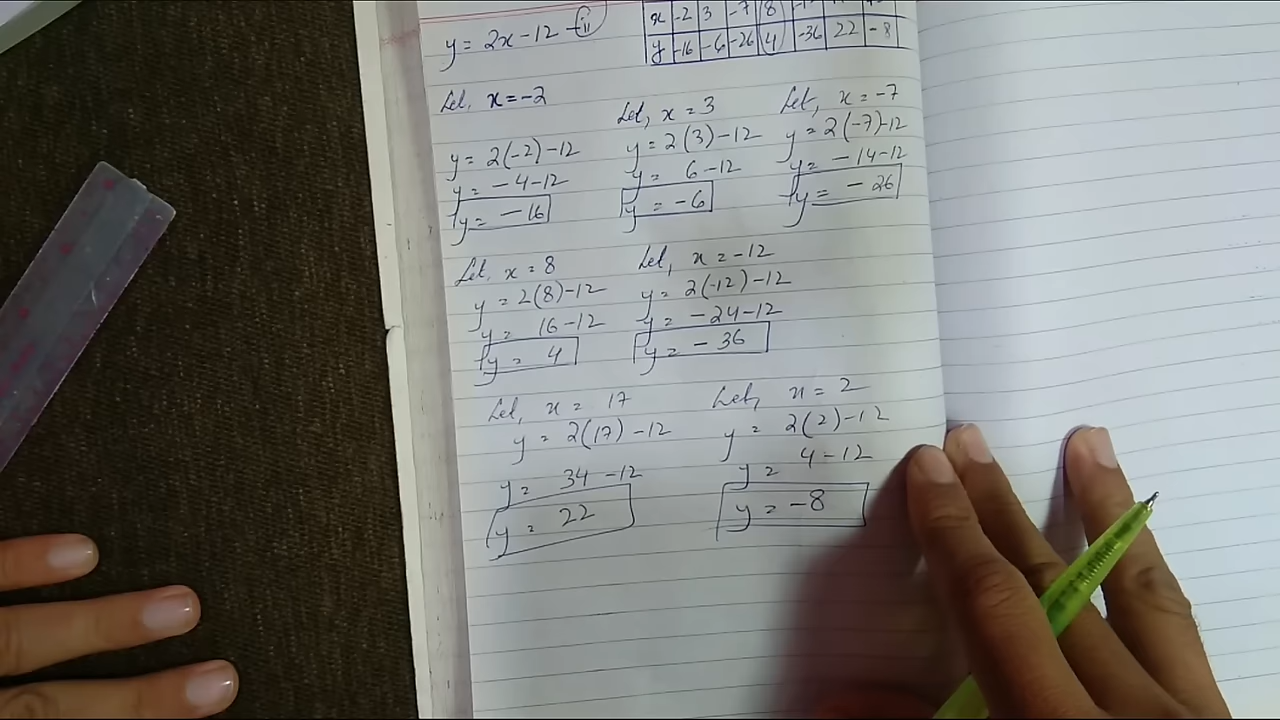 y = 2x-12 -(ii)
x -2 3 -7 8
y -16 -6 -26 4 -36 22 -8
Let, x = -2
y = 2(-2)-12
y = -4-12
y = -16
Let, x = 3
y = 2(3)-12
y = 6-12
y = -6
Let, x = -7
y = 2(-7)-12
y = -14-12
y = -26
Let, x = 8
y = 2(8)-12
y = 16-12
y = 4
Let, x = -12
y = 2(-12)-12
y = -24-12
y = -36
Let, x = 17
y = 2(17)-12
y = 34-12
y = 22
Let, x = 2
y = 2(2)-12
y = 4-12
y = -8